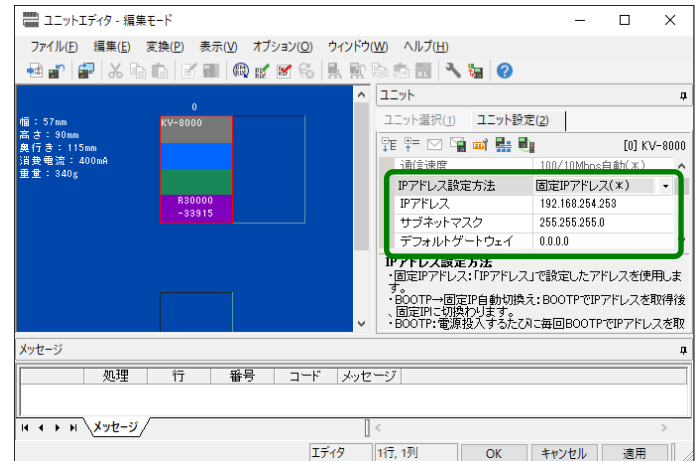 ユニットエディタ - 編集モード
ファイル(F) 編集(E) 変換(P) 表示(V) オプション(O) ウインドウ(W) ヘルプ(H)
ユニット
ユニット選択(1) ユニット設定(2)
[0] KV-8000
0
KV-8000
R30000
-33915
幅：57mm
高さ：90mm
奥行き：115mm
消費電流：400mA
重量：340g
通信速度 100/10Mbps自動(*)
IPアドレス設定方法 固定IPアドレス(*)
IPアドレス 192.168.254.253
サブネットマスク 255.255.255.0
デフォルトゲートウェイ 0.0.0.0
IPアドレス設定方法
・固定IPアドレス:「IPアドレス」で設定したアドレスを使用しま
す。
・BOOTP→固定IP自動切換え:BOOTPでIPアドレスを取得後
、固定IPに切換わります。
・BOOTP:電源投入するたびに毎回BOOTPでIPアドレスを取
メッセージ
処理 行 番号 コード メッセージ
メッセージ
エディタ 1行, 1列 OK キャンセル 適用